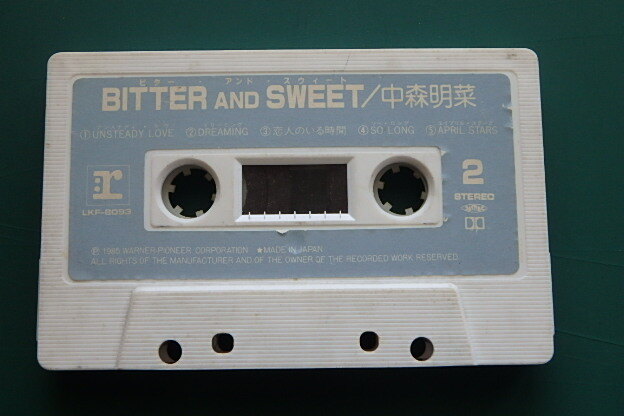 ビター・アンド・スウィート
BITTER AND SWEET/中森明菜
①UNSTEADY LOVE ②DREAMING ③恋人のいる時間 ④SO LONG ⑤APRIL STARS
r
LKF-8093
2
STEREO
Ⓟ1985 WARNER-PIONEER CORPORATION ★MADE IN JAPAN
ALL RIGHTS OF THE MANUFACTURER AND OF THE OWNER OF THE RECORDED WORK RESERVED.